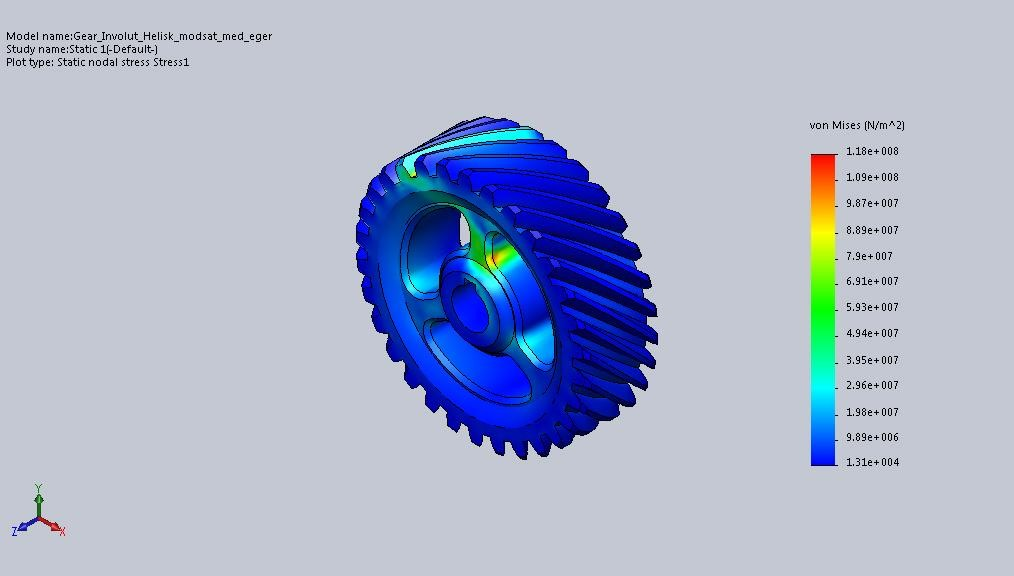 Model name:Gear_Involut_Helisk_modsat_med_eger
Study name:Static 1(-Default-)
Plot type: Static nodal stress Stress1
von Mises (N/m^2)
1.18e+008
1.09e+008
9.87e+007
8.89e+007
7.9e+007
6.91e+007
5.93e+007
4.94e+007
3.95e+007
2.96e+007
1.98e+007
9.89e+006
1.31e+004
Y
Z
X